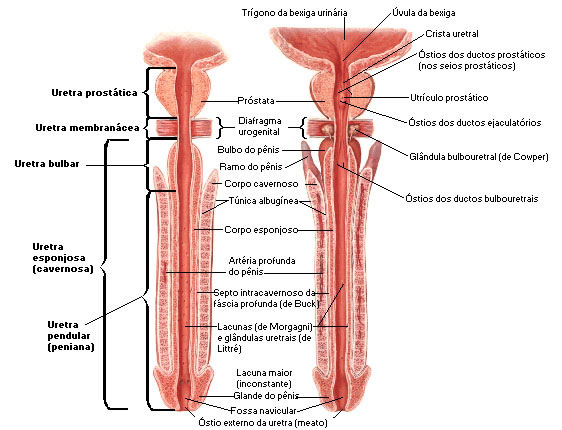 Trígono da bexiga urinária
Úvula da bexiga
Crista uretral
Óstios dos ductos prostáticos
(nos seios prostáticos)
Uretra prostática
Próstata
Utrículo prostático
Uretra membranácea
Diafragma
urogenital
Óstios dos ductos ejaculatórios
Bulbo do pênis
Glândula bulbouretral (de Cowper)
Uretra bulbar
Ramo do pênis
Corpo cavernoso
Túnica albugínea
Óstios dos ductos bulbouretrais
Corpo esponjoso
Uretra
esponjosa
(cavernosa)
Artéria profunda
do pênis
Septo intracavernoso da
fáscia profunda (de Buck)
Uretra
pendular
(peniana)
Lacunas (de Morgagni)
e glândulas uretrais (de
Littré)
Lacuna maior
(inconstante)
Glande do pênis
Fossa navicular
Óstio externo da uretra (meato)